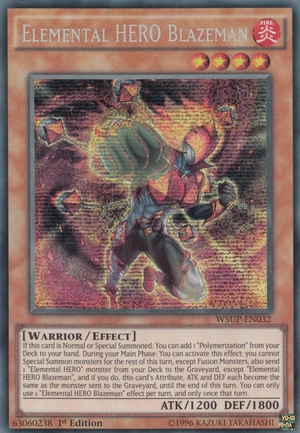 ELEMENTAL HERO BLAZEMAN
FIRE
炎
WSUP-EN032
[WARRIOR / EFFECT]
If this card is Normal or Special Summoned: You can add 1 "Polymerization" from your
Deck to your hand. During your Main Phase: You can activate this effect; you cannot
Special Summon monsters for the rest of this turn, except Fusion Monsters, also send
1 "Elemental HERO" monster from your Deck to the Graveyard, except "Elemental
HERO Blazeman", and if you do, this card's Attribute, ATK and DEF each become the
same as the monster sent to the Graveyard, until the end of this turn. You can only
use 1 "Elemental HERO Blazeman" effect per turn, and only once that turn.
ATK/1200 DEF/1800
63060238 1st Edition ©1996 KAZUKI TAKAHASHI